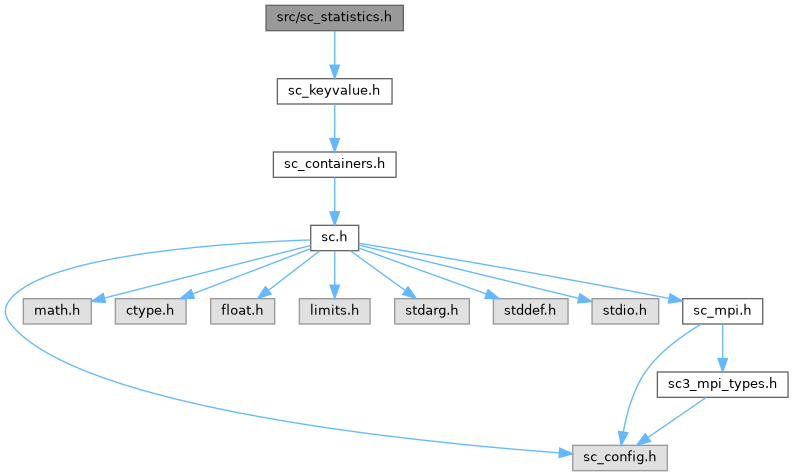 src/sc_statistics.h
sc_keyvalue.h
sc_containers.h
sc.h
math.h
ctype.h
float.h
limits.h
stdarg.h
stddef.h
stdio.h
sc_mpi.h
sc3_mpi_types.h
sc_config.h